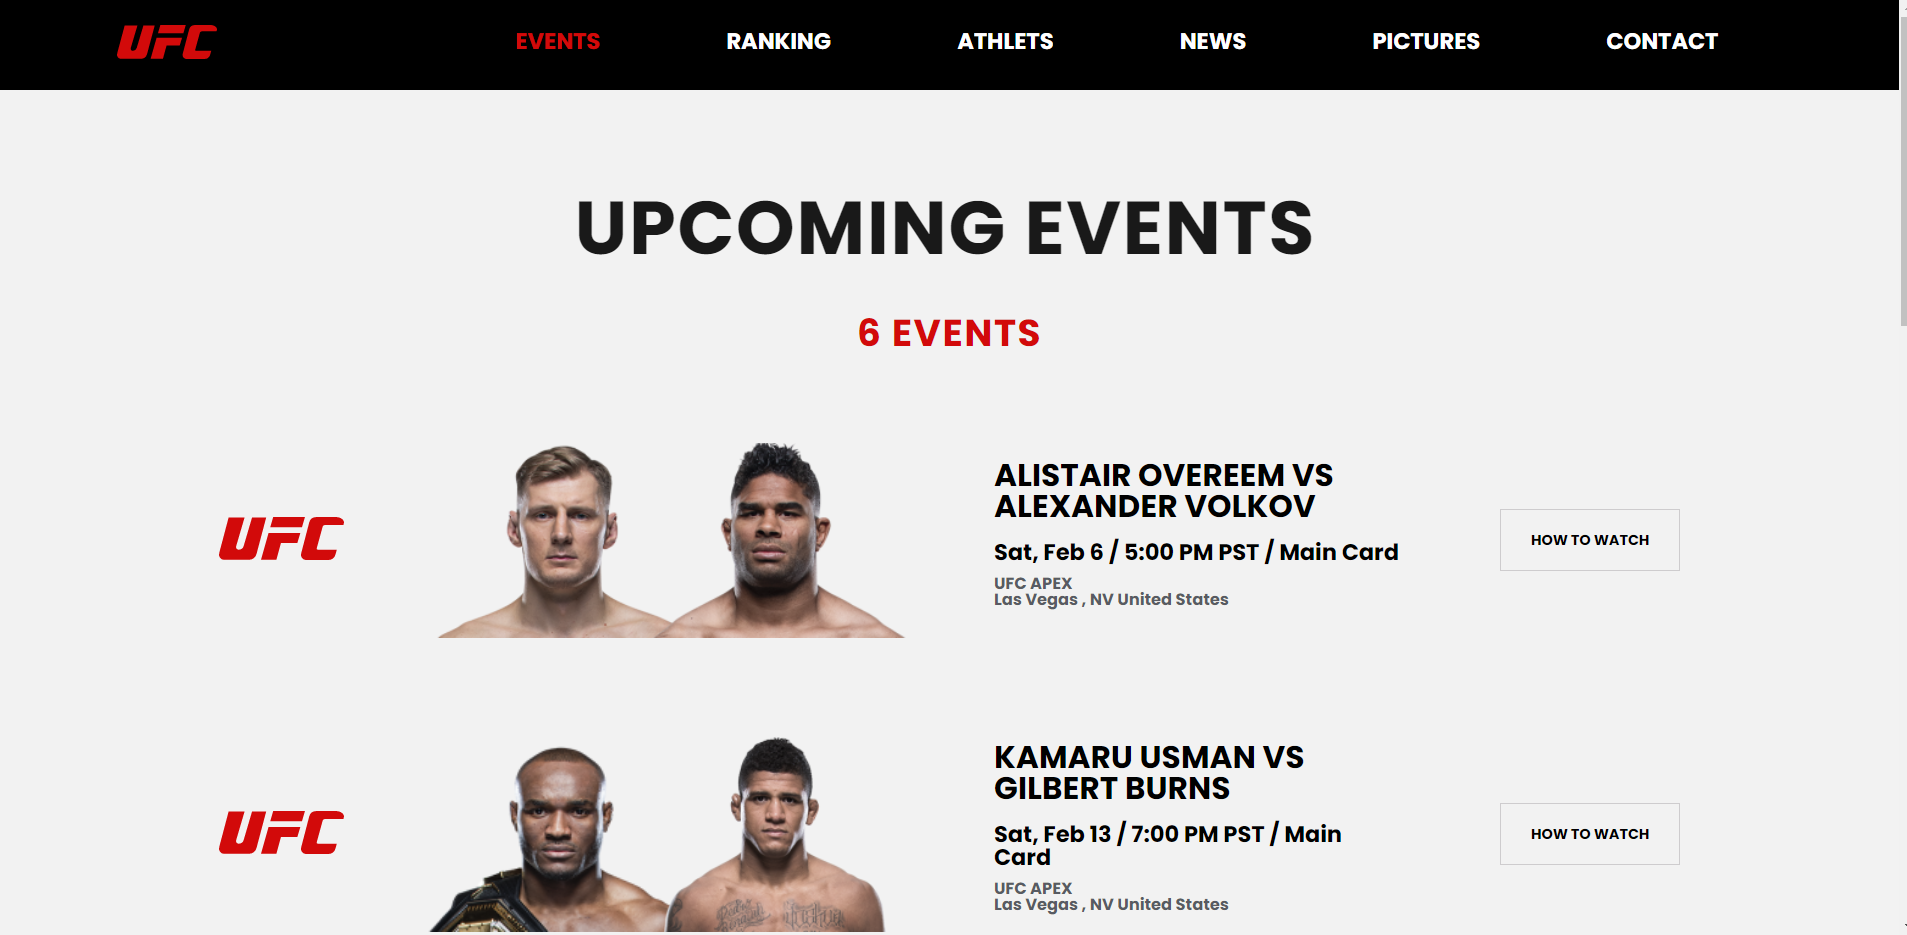 UFC
EVENTS
RANKING
ATHLETS
NEWS
PICTURES
CONTACT
UPCOMING EVENTS
6 EVENTS
UFC
ALISTAIR OVEREEM VS
ALEXANDER VOLKOV
Sat, Feb 6 / 5:00 PM PST / Main Card
UFC APEX
Las Vegas , NV United States
HOW TO WATCH
UFC
KAMARU USMAN VS
GILBERT BURNS
Sat, Feb 13 / 7:00 PM PST / Main
Card
UFC APEX
Las Vegas , NV United States
HOW TO WATCH